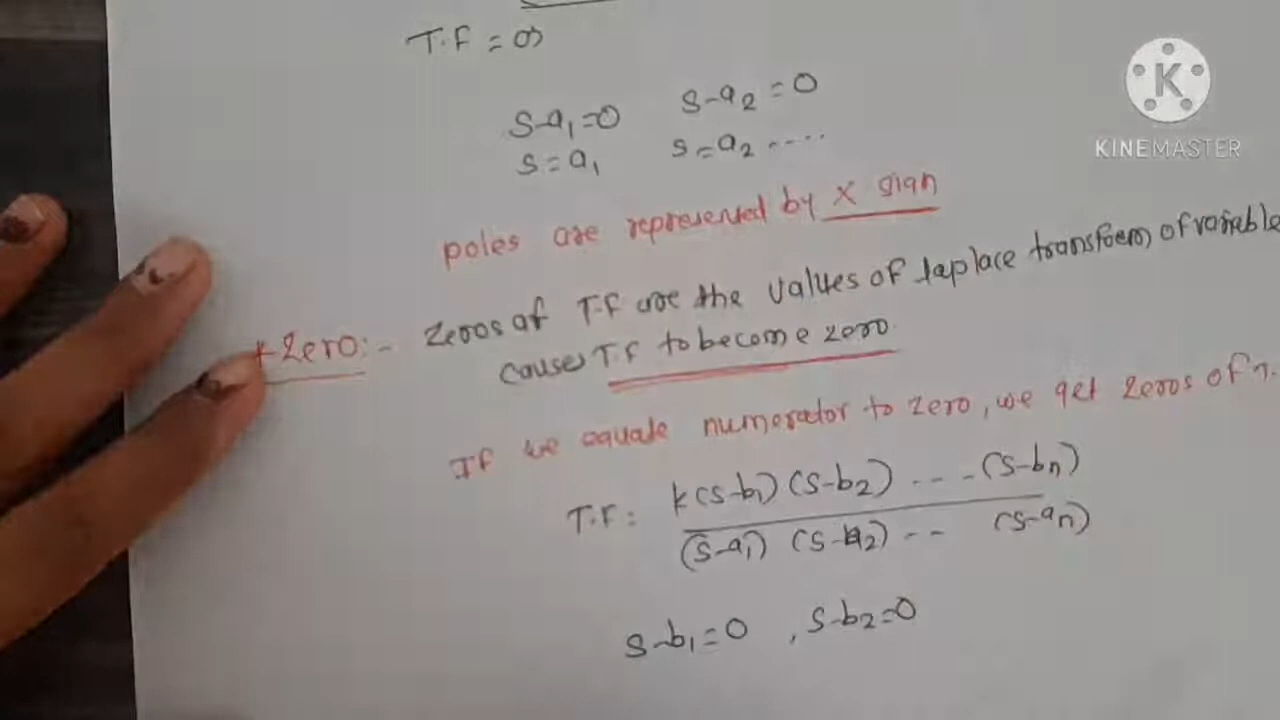 T.F = ∞
s-a1=0 s-a2=0
s=a1 s=a2 .....
poles are represented by X sign
* Zero:- Zeros of T.F are the values of laplace transform of variable
causes T.F to become zero.
If we equate numerator to zero, we get zeros of T.
T.F = K(s-b1)(s-b2) ... -(s-bn)
(s-a1) (s-a2) -- (s-an)
s-b1=0 , s-b2=0
K
KINEMASTER